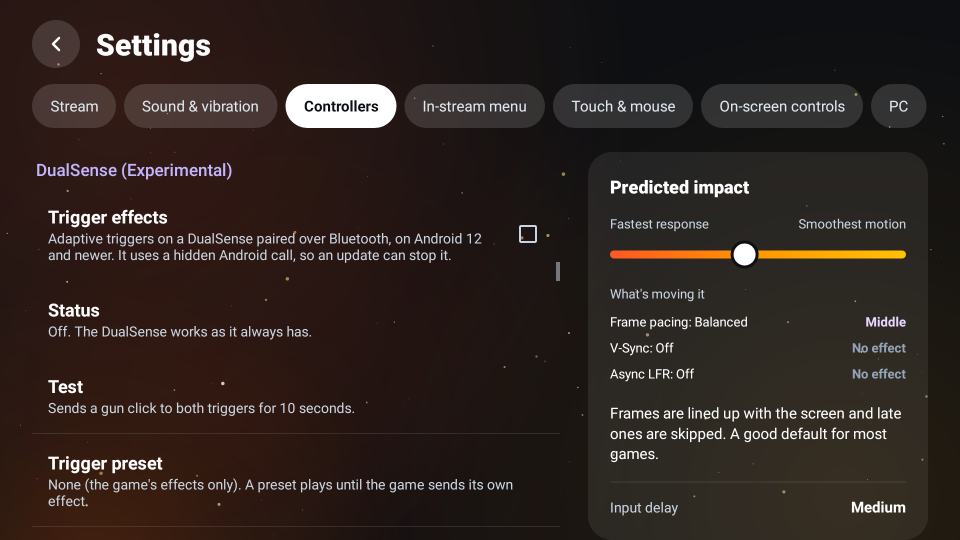 Settings
Stream
Sound & vibration
Controllers
In-stream menu
Touch & mouse
On-screen controls
PC
DualSense (Experimental)
Trigger effects
Adaptive triggers on a DualSense paired over Bluetooth, on Android 12
and newer. It uses a hidden Android call, so an update can stop it.
Status
Off. The DualSense works as it always has.
Test
Sends a gun click to both triggers for 10 seconds.
Trigger preset
None (the game's effects only). A preset plays until the game sends its own
effect.
Predicted impact
Fastest response
Smoothest motion
What's moving it
Frame pacing: Balanced
Middle
V-Sync: Off
No effect
Async LFR: Off
No effect
Frames are lined up with the screen and late
ones are skipped. A good default for most
games.
Input delay
Medium